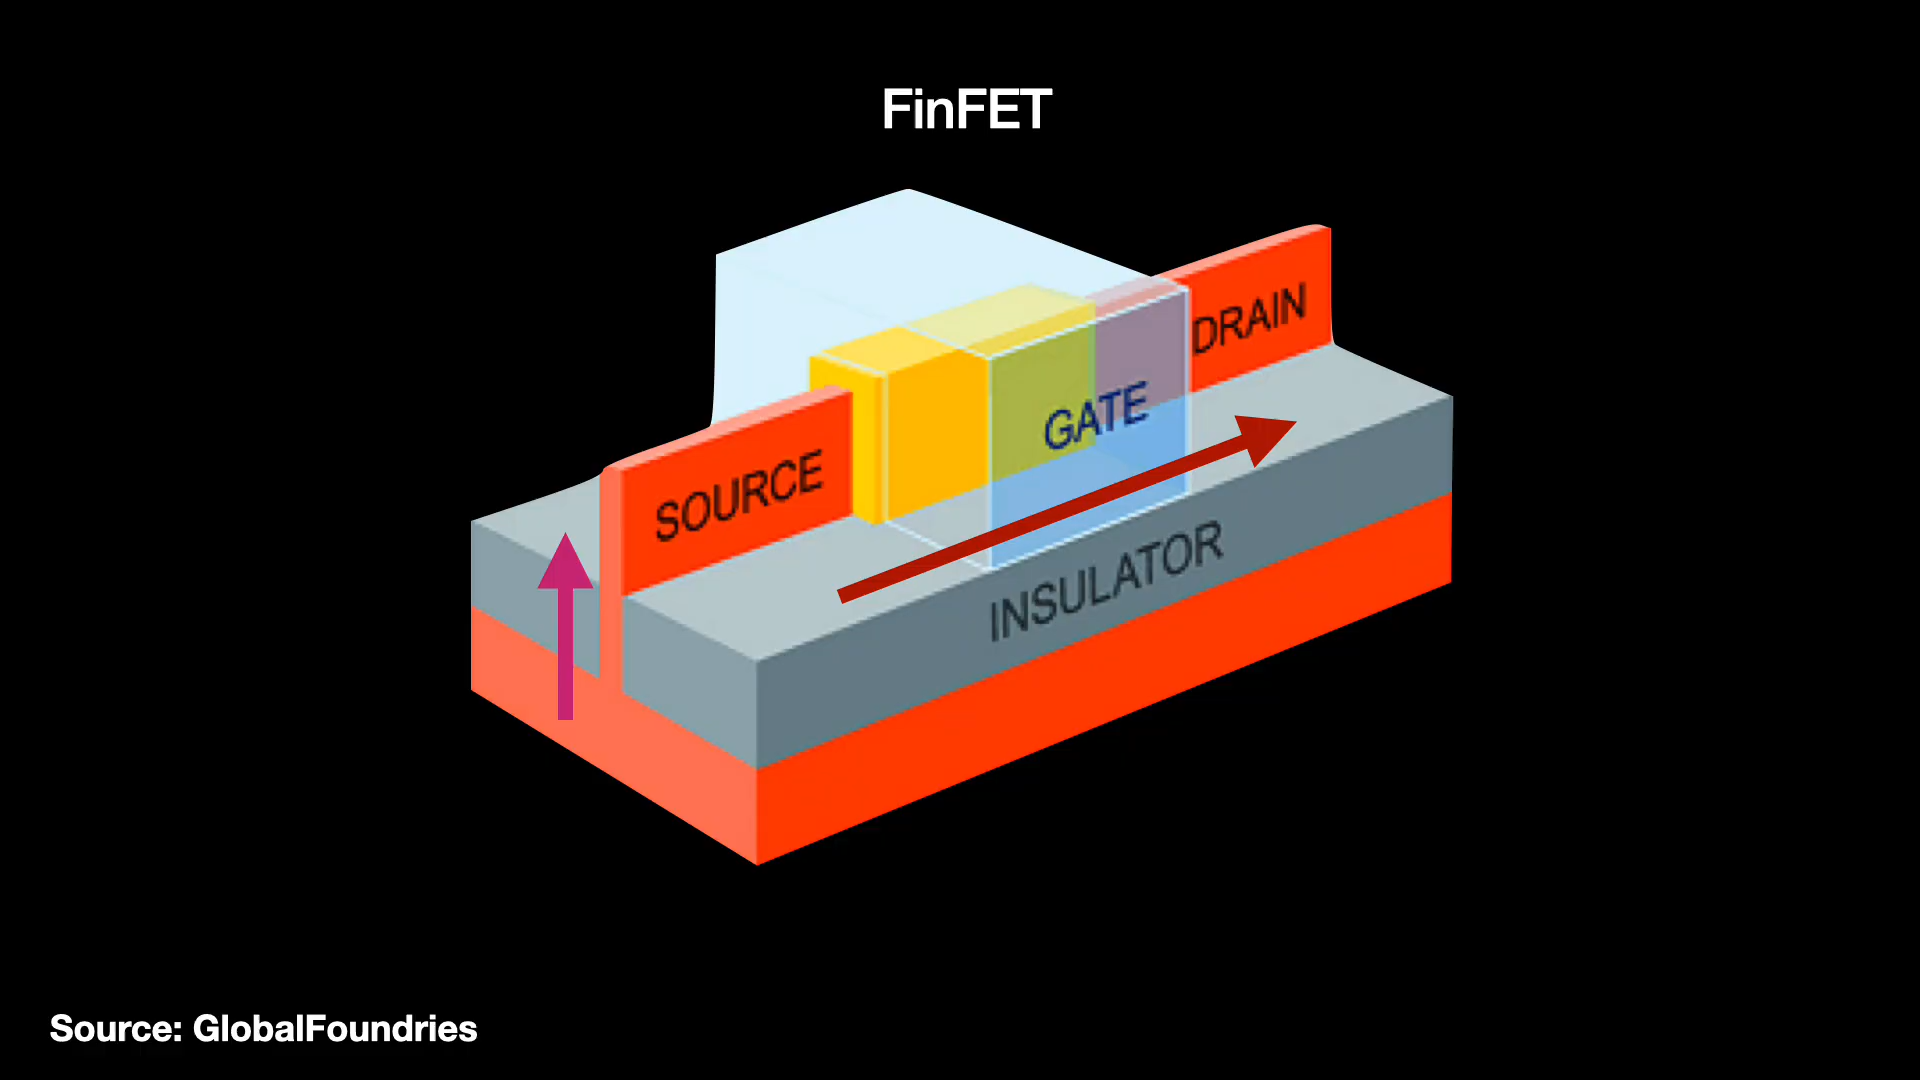 FinFET
DRAIN
GATE
SOURCE
INSULATOR
Source: GlobalFoundries